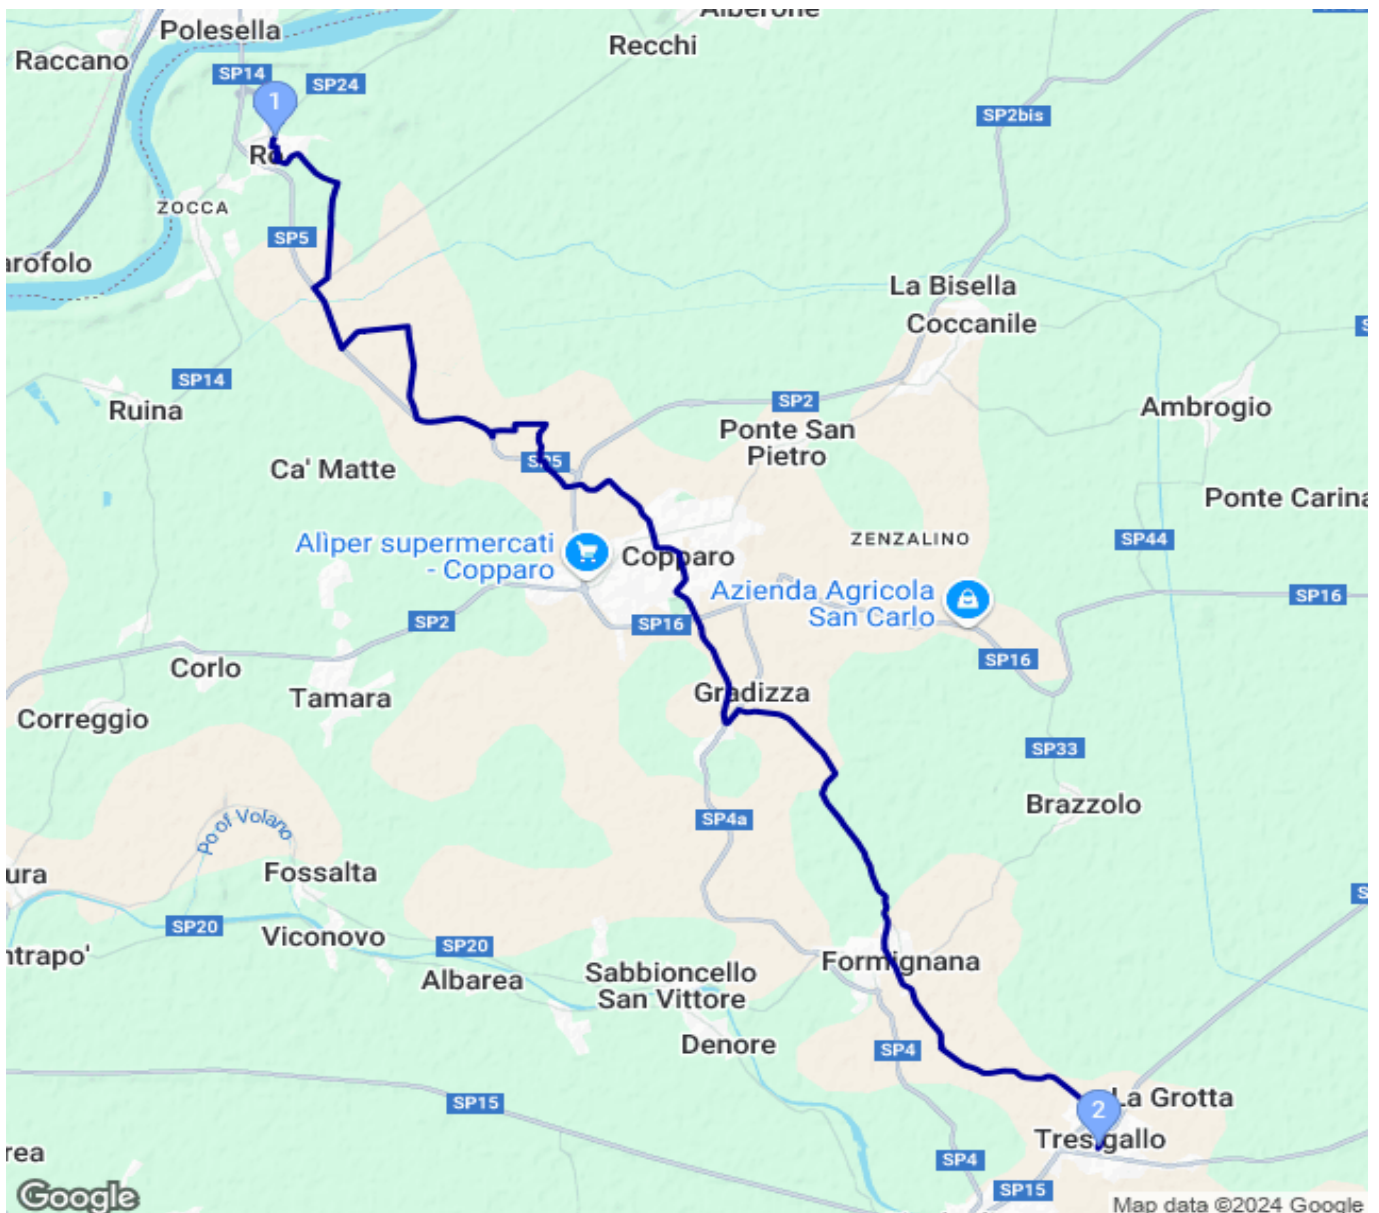 Alberone
Polesella
Recchi
Raccano
SP14
SP24
1
SP2bis
Ro
ZOCCA
SP5
arofolo
La Bisella
Coccanile
SP14
SP2
Ruina
Ambrogio
Ponte San
Pietro
SP5
Ca' Matte
Ponte Carina
Alìper supermercati
- Copparo
Copparo
ZENZALINO
SP44
Azienda Agricola
San Carlo
SP16
SP2
SP16
SP16
Corlo
Tamara
Gradizza
Correggio
SP33
Brazzolo
SP4a
Po of Volano
ura
Fossalta
SP20
Viconovo
SP20
ntrapo'
Albarea
Sabbioncello
San Vittore
Formignana
Denore
SP4
SP15
La Grotta
2
Tresigallo
rea
SP4
SP15
Google
Map data ©2024 Google